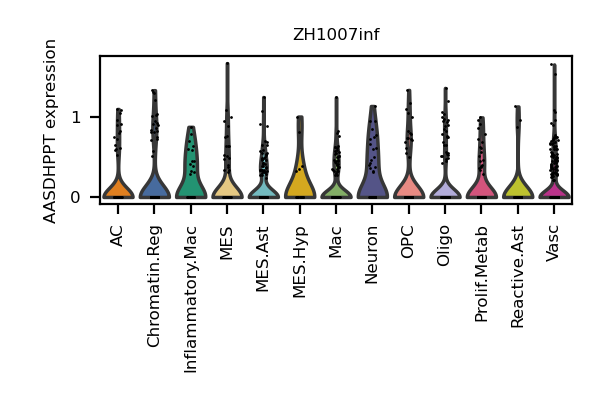 ZH1007inf
AASDHPPT expression
1
0
AC
Chromatin.Reg
Inflammatory.Mac
MES
MES.Ast
MES.Hyp
Mac
Neuron
OPC
Oligo
Prolif.Metab
Reactive.Ast
Vasc